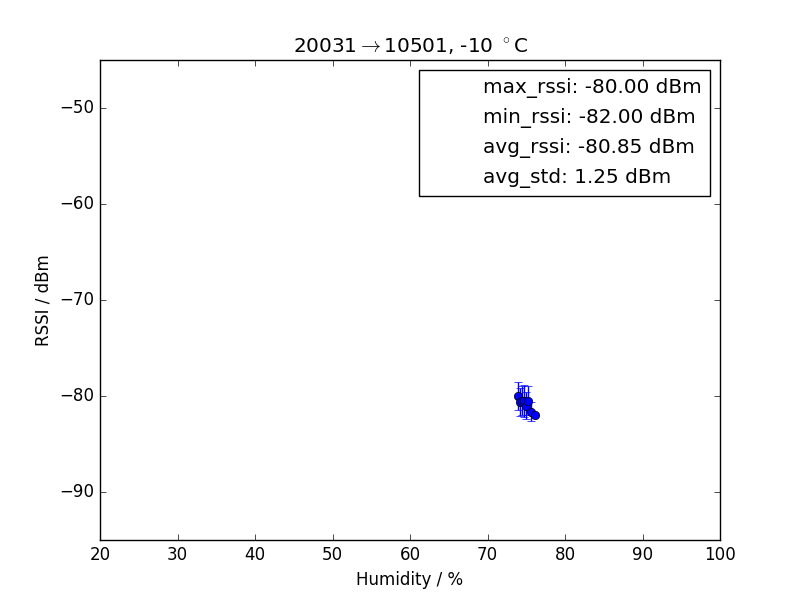 20031→10501, -10 °C
max_rssi: -80.00 dBm
min_rssi: -82.00 dBm
avg_rssi: -80.85 dBm
avg_std: 1.25 dBm
RSSI / dBm
−50
−60
−70
−80
−90
20 30 40 50 60 70 80 90 100
Humidity / %